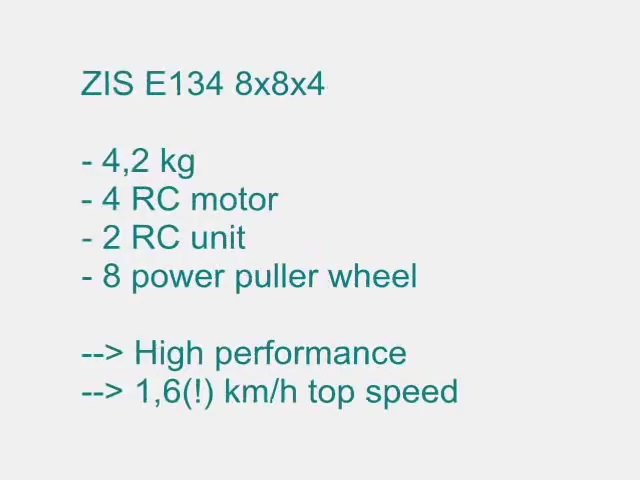 ZIS E134 8x8x4
- 4,2 kg
- 4 RC motor
- 2 RC unit
- 8 power puller wheel
--> High performance
--> 1,6(!) km/h top speed